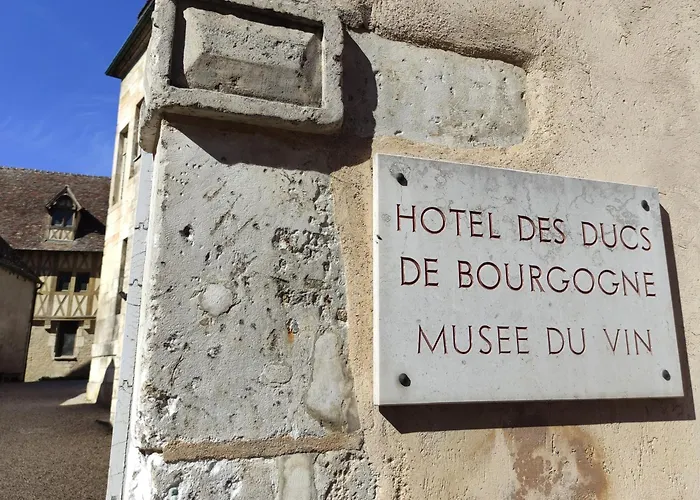 HOTEL DES DUCS
DE BOURGOGNE
MUSEE DU VIN